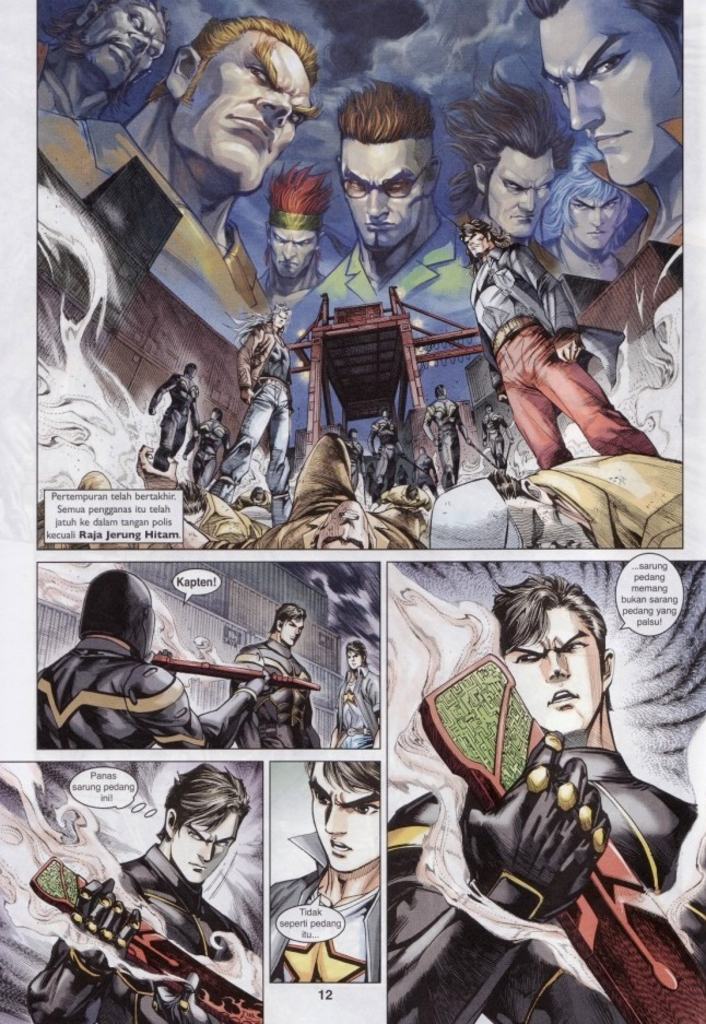 Pertempuran telah bertakhir.
Semua pengganas itu telah
jatuh ke dalam tangan polis
kecuali Raja Jerung Hitam.
Kapten!
...sarung
pedang
memang
bukan sarang
pedang yang
palsu!
Panas
sarung pedang
ini!
Tidak
seperti pedang
itu...
12